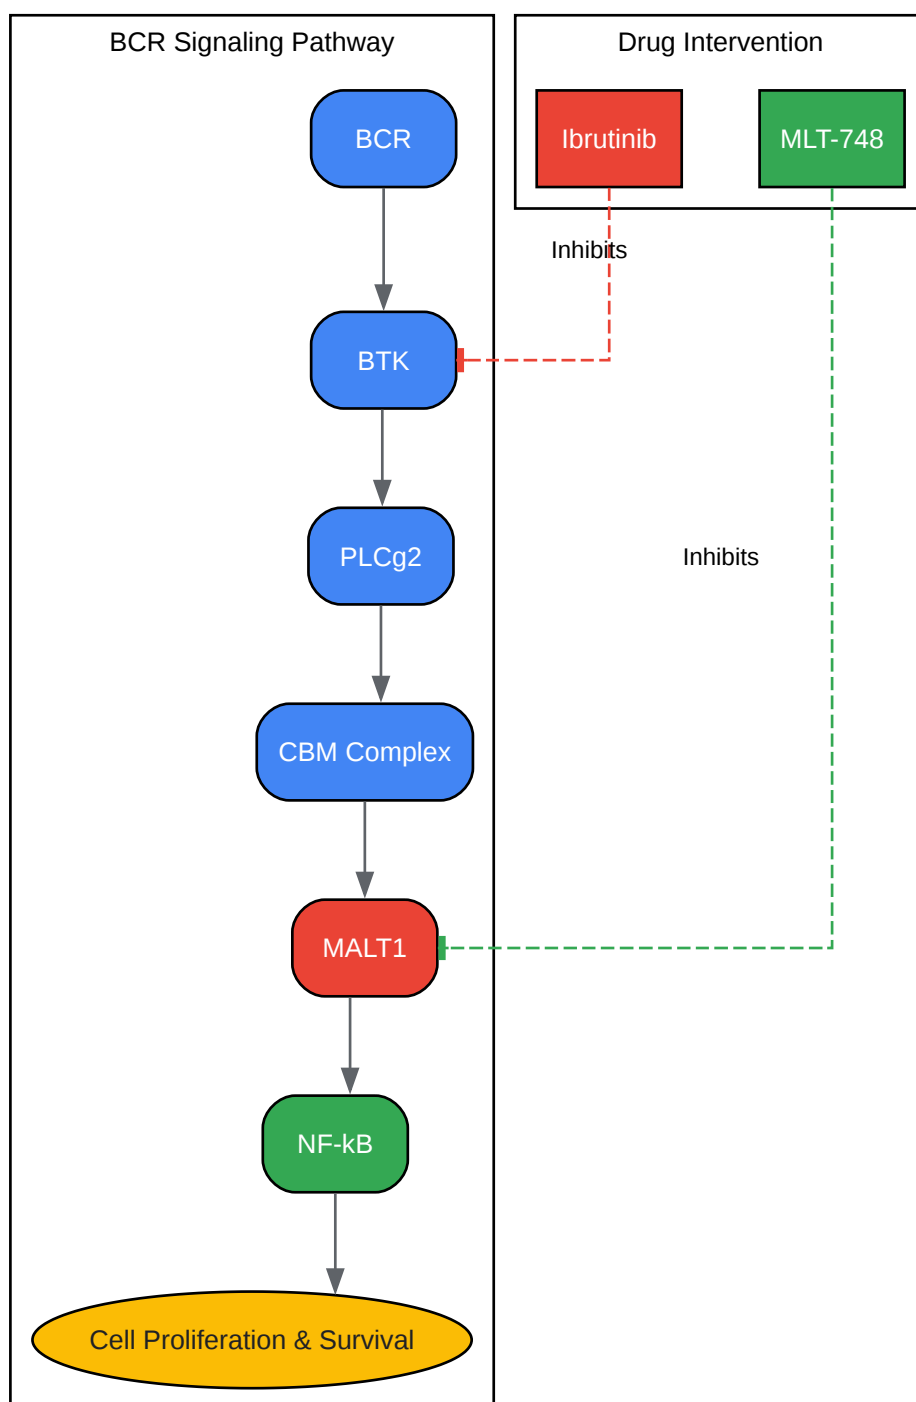 BCR Signaling Pathway
Drug Intervention
BCR
Ibrutinib
MLT-748
Inhibits
BTK
PLCg2
Inhibits
CBM Complex
MALT1
NF-kB
Cell Proliferation & Survival